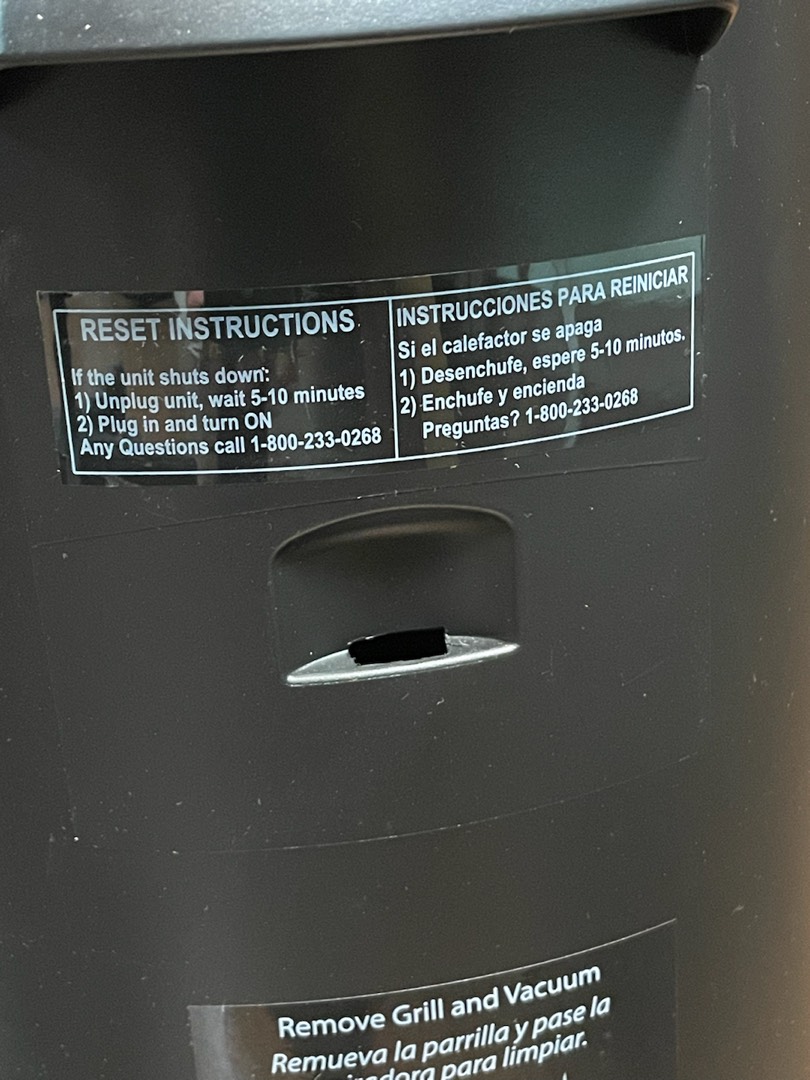 RESET INSTRUCTIONS
If the unit shuts down:
1) Unplug unit, wait 5-10 minutes
2) Plug in and turn ON
Any Questions call 1-800-233-0268
INSTRUCCIONES PARA REINICIAR
Si el calefactor se apaga
1) Desenchufe, espere 5-10 minutos.
2) Enchufe y encienda
Preguntas? 1-800-233-0268
Remove Grill and Vacuum
Remueva la parrilla y pase la
para limpiar.